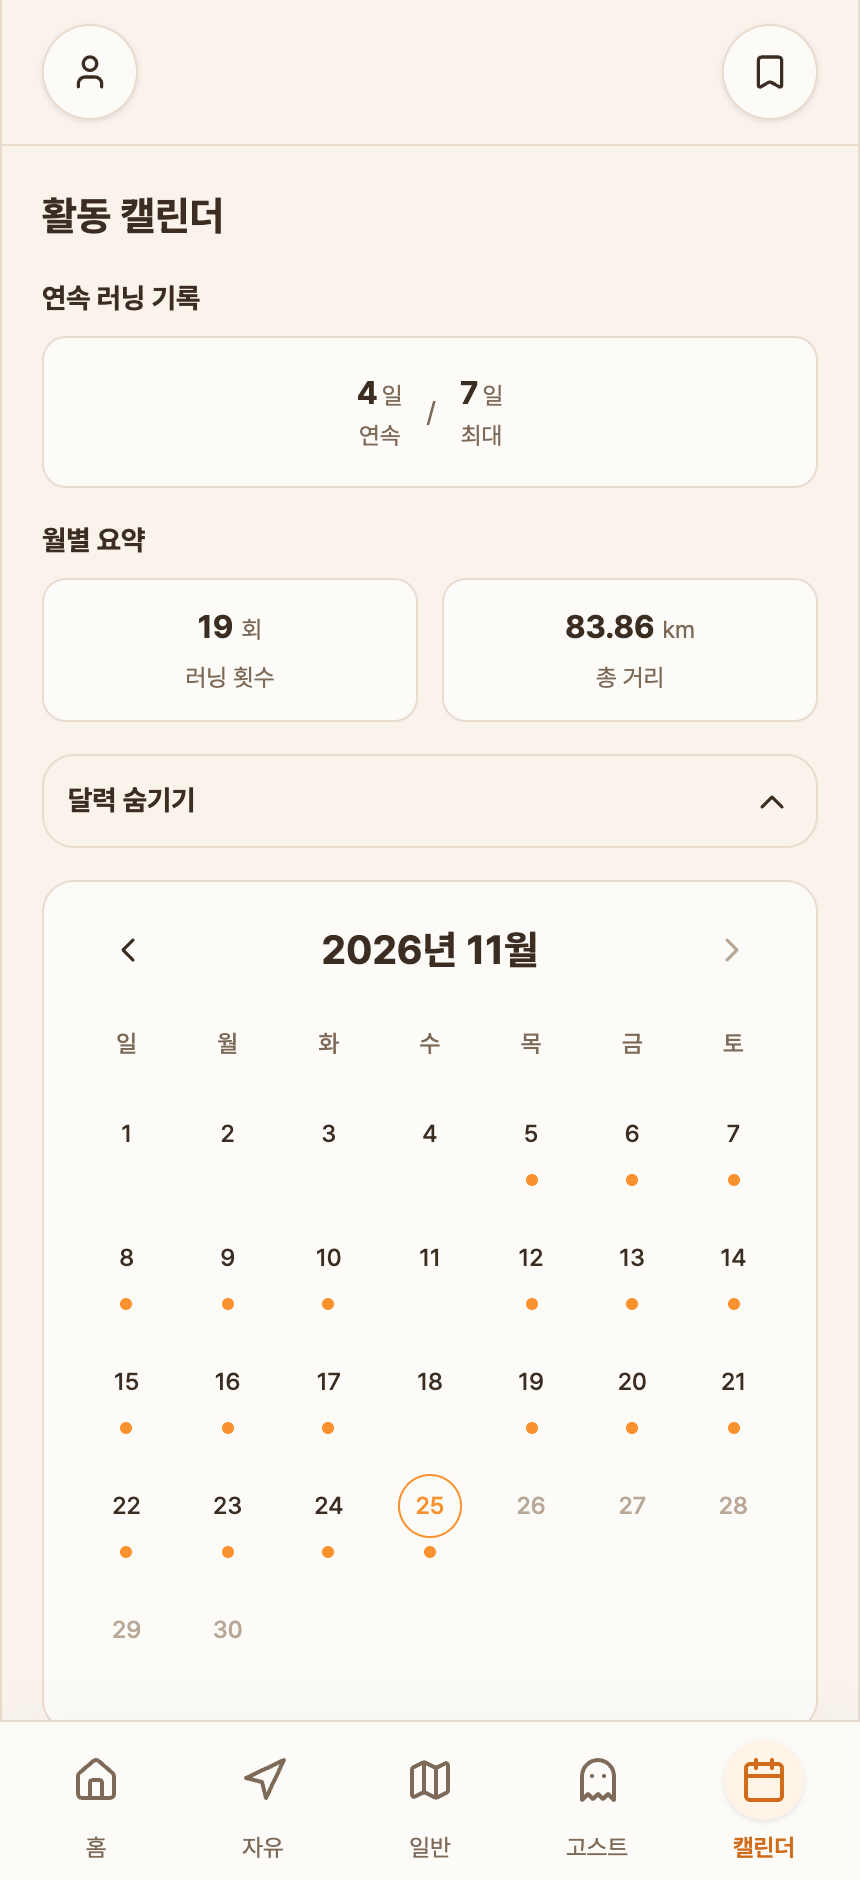 활동 캘린더
연속 러닝 기록
4일 / 7일
연속 최대
월별 요약
19 회 83.86 km
러닝 횟수 총 거리
달력 숨기기
2026년 11월
일 월 화 수 목 금 토
1 2 3 4 5 6 7
8 9 10 11 12 13 14
15 16 17 18 19 20 21
22 23 24 25 26 27 28
29 30
홈 자유 일반 고스트 캘린더